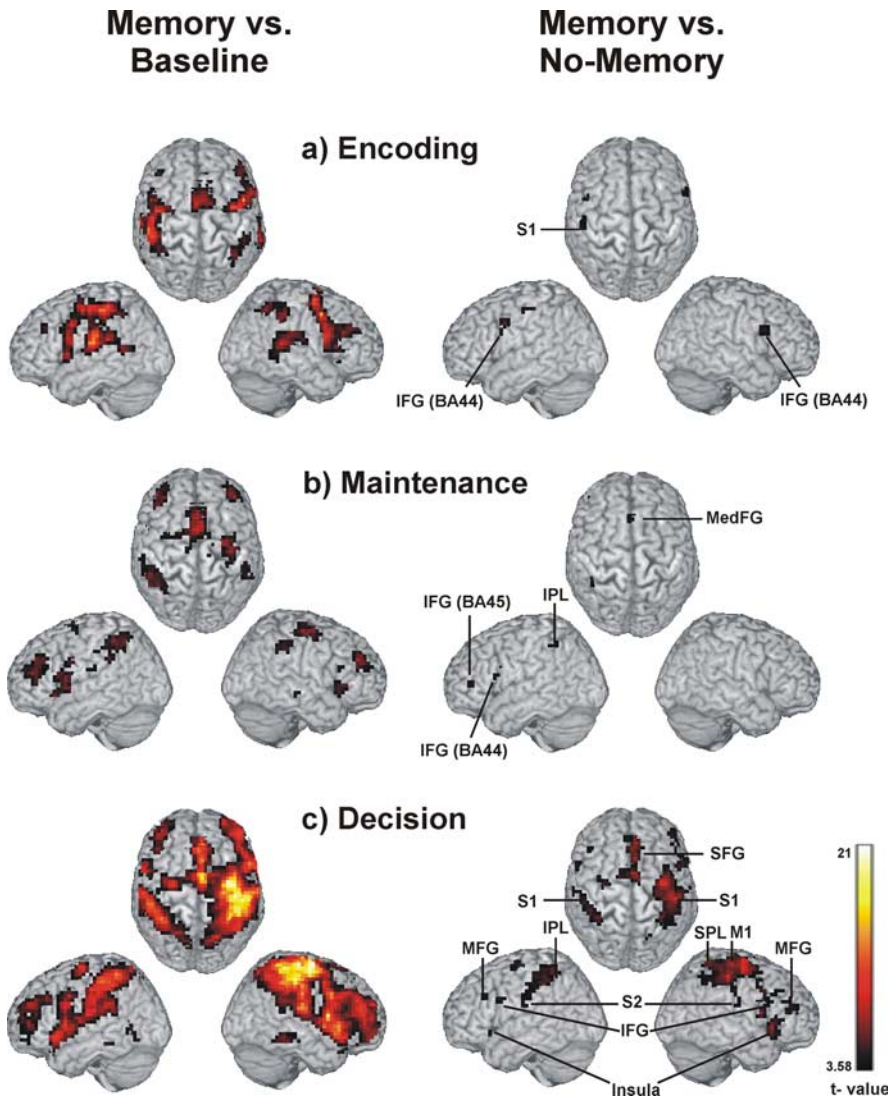 Memory vs.
Baseline
Memory vs.
No-Memory
a) Encoding
S1
IFG (BA44)
IFG (BA44)
b) Maintenance
MedFG
IFG (BA45)
IPL
IFG (BA44)
c) Decision
SFG
S1
S1
MFG
IPL
SPL
M1
MFG
S2
IFG
Insula
21
3.58
t- value